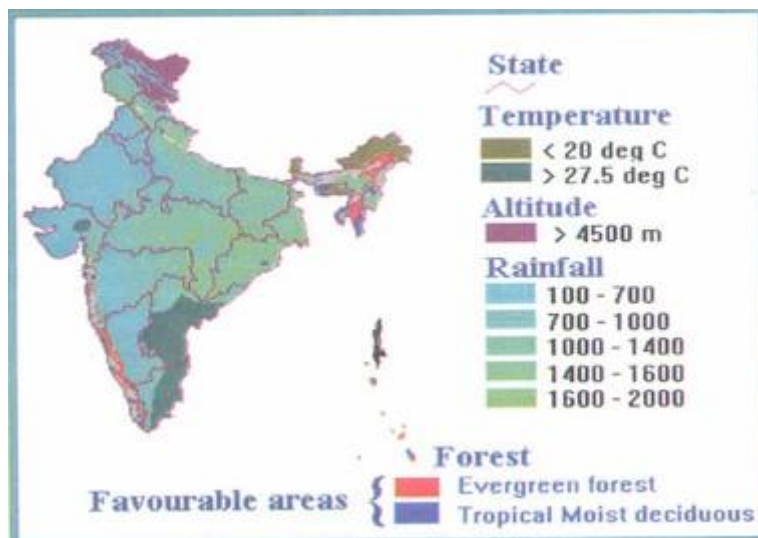 State
Temperature
< 20 deg C
> 27.5 deg C
Altitude
> 4500 m
Rainfall
100 - 700
700 - 1000
1000 - 1400
1400 - 1600
1600 - 2000
Forest
Favourable areas { Evergreen forest
{ Tropical Moist deciduous